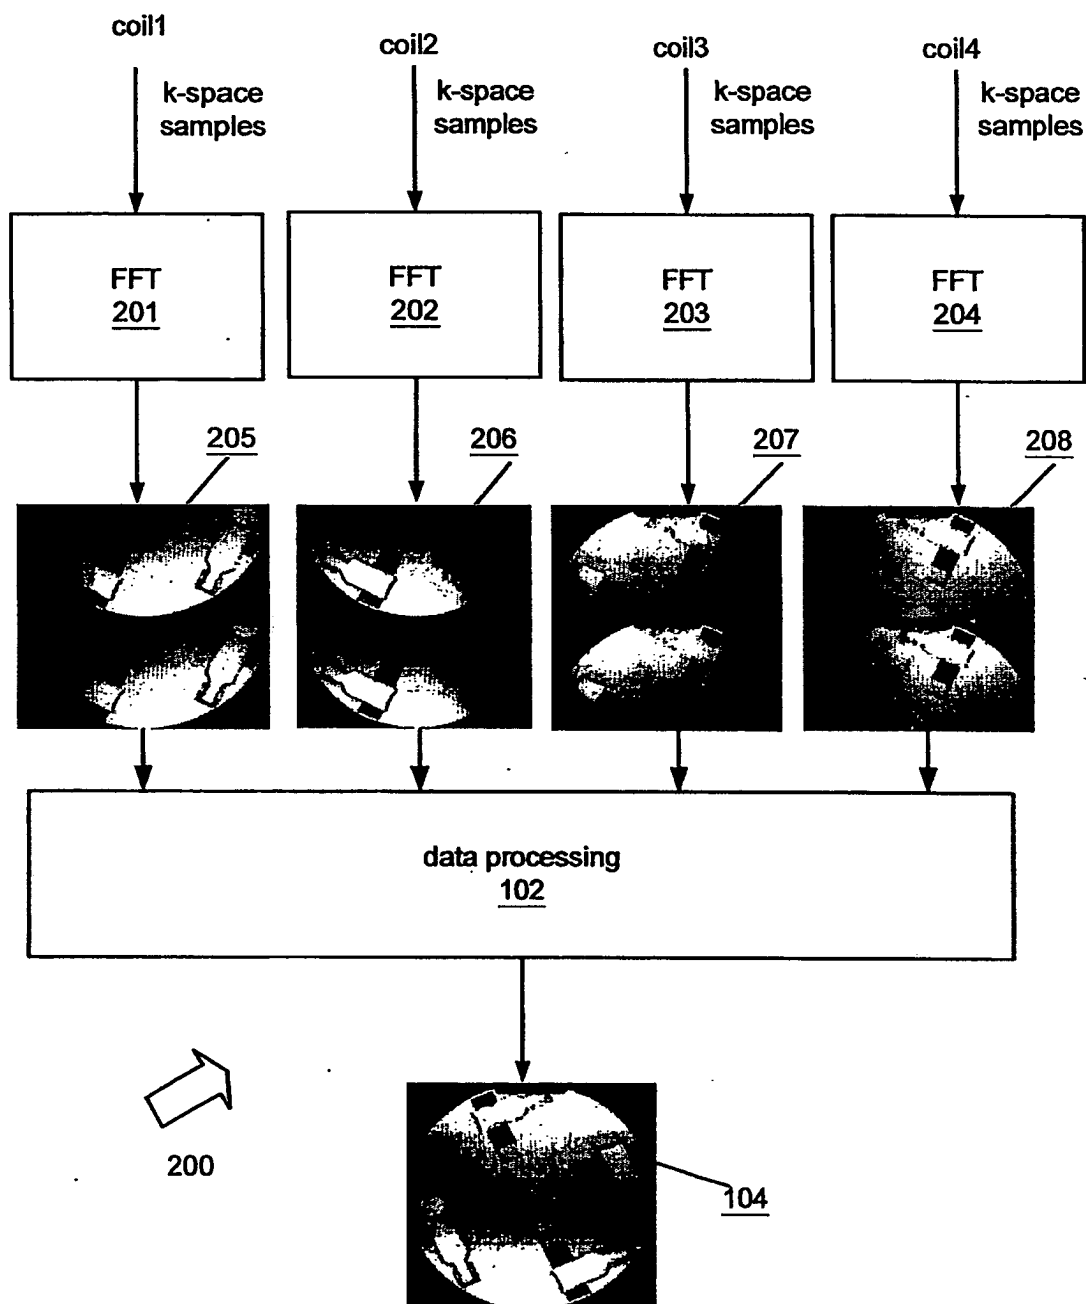 coil1
coil2
coil3
coil4
k-space
samples
k-space
samples
k-space
samples
k-space
samples
FFT
201
FFT
202
FFT
203
FFT
204
205
206
207
208
data processing
102
200
104